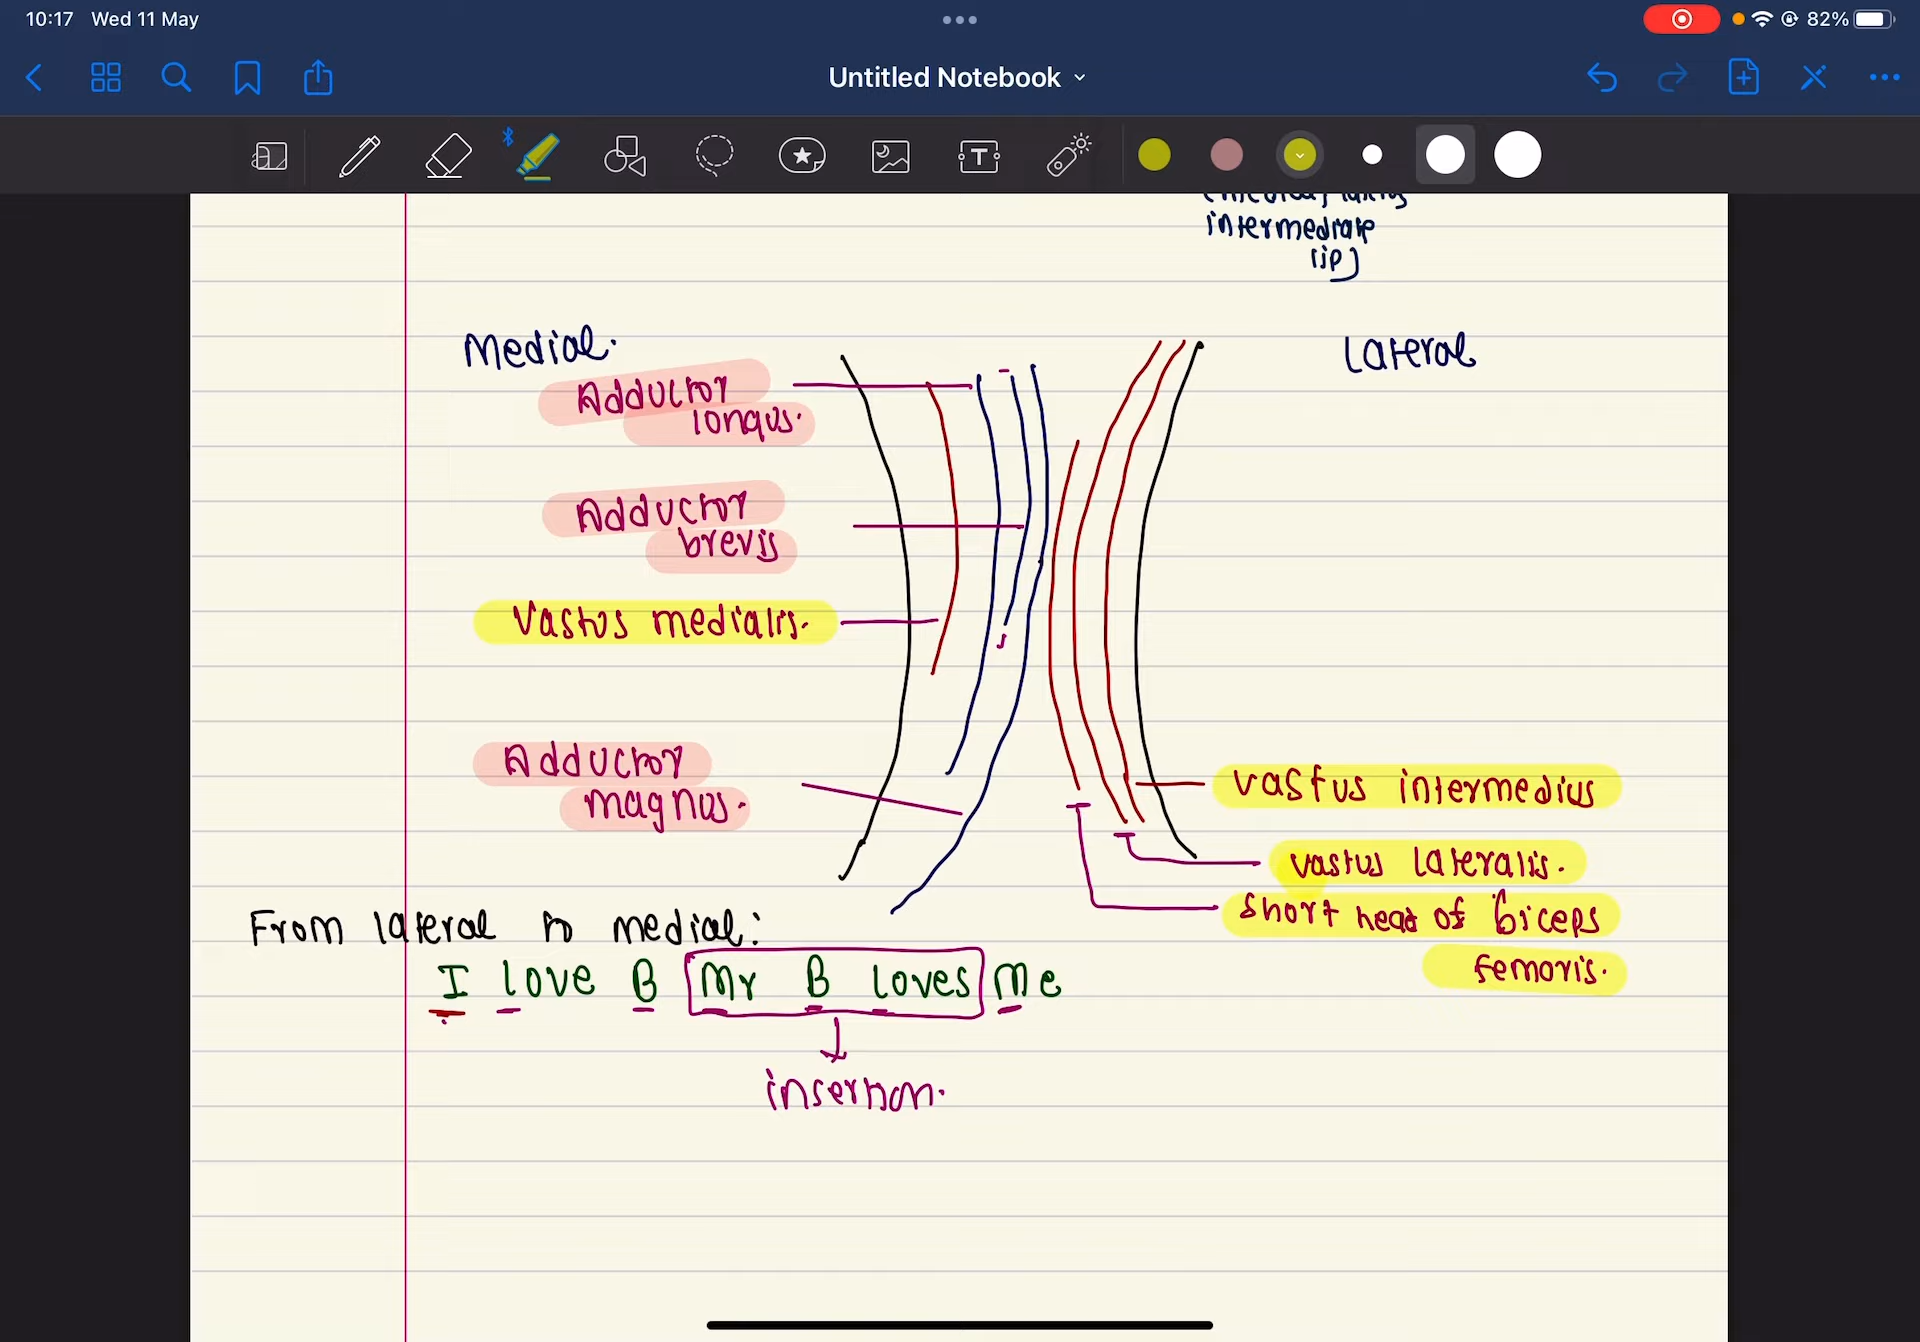 10:17 Wed 11 May
82%
Untitled Notebook
T
intermediate
lip)
Medial.
Lateral
Adductor
longus.
Adductor
brevis
Vastus medialis.
Adductor
magnus.
Vastus intermedius
vastus lateralis.
short head of biceps
femoris.
From lateral to medial:
I love B Mr B loves Me
insertion.